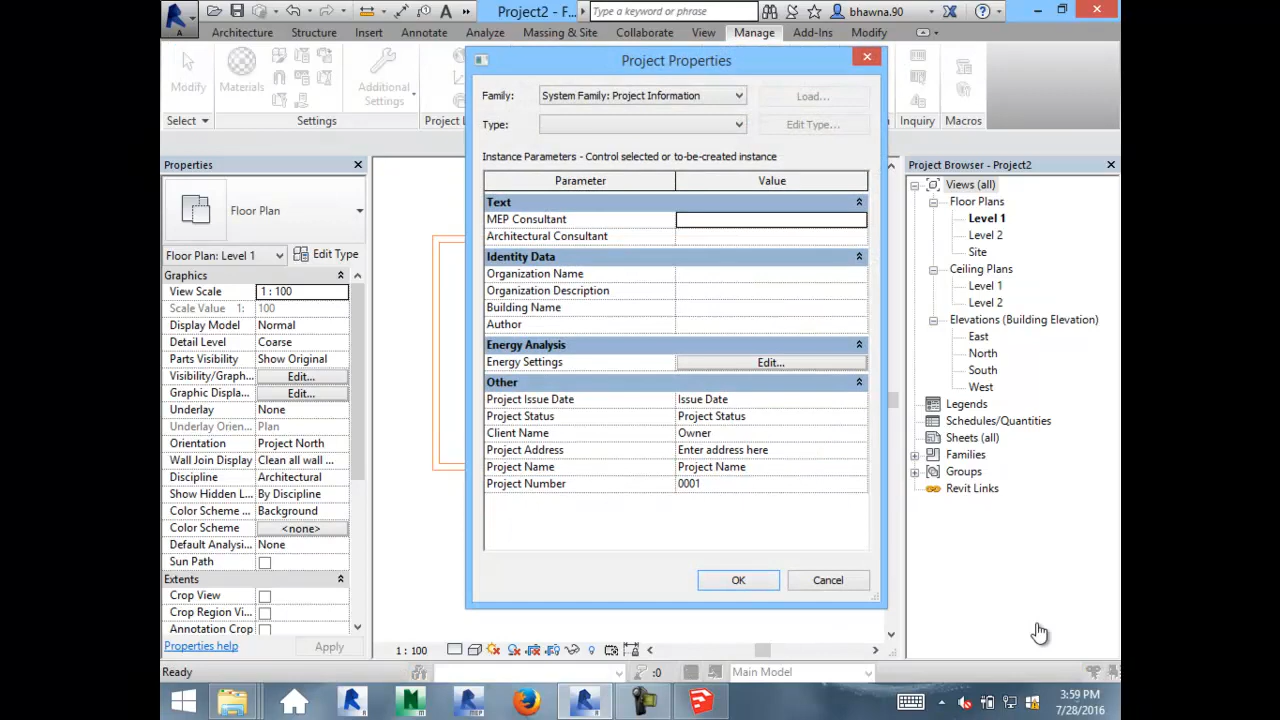 Project2 - F...
Type a keyword or phrase
bhawna.90
Architecture Structure Insert Annotate Analyze Massing & Site Collaborate View Manage Add-Ins Modify
Modify
Materials
Additional
Settings
Select
Settings
Project L
Inquiry
Macros
Project Properties
Family:
System Family: Project Information
Load...
Type:
Edit Type...
Instance Parameters - Control selected or to-be-created instance
Parameter Value
Text
MEP Consultant
Architectural Consultant
Identity Data
Organization Name
Organization Description
Building Name
Author
Energy Analysis
Energy Settings Edit...
Other
Project Issue Date Issue Date
Project Status Project Status
Client Name Owner
Project Address Enter address here
Project Name Project Name
Project Number 0001
OK Cancel
Properties
Floor Plan
Floor Plan: Level 1 Edit Type
Graphics
View Scale 1 : 100
Scale Value 1: 100
Display Model Normal
Detail Level Coarse
Parts Visibility Show Original
Visibility/Graph... Edit...
Graphic Displa... Edit...
Underlay None
Underlay Orien... Plan
Orientation Project North
Wall Join Display Clean all wall ...
Discipline Architectural
Show Hidden L... By Discipline
Color Scheme ... Background
Color Scheme <none>
Default Analysi... None
Sun Path
Extents
Crop View
Crop Region Vi...
Annotation Crop
Properties help Apply
Project Browser - Project2
Views (all)
Floor Plans
Level 1
Level 2
Site
Ceiling Plans
Level 1
Level 2
Elevations (Building Elevation)
East
North
South
West
Legends
Schedules/Quantities
Sheets (all)
Families
Groups
Revit Links
1 : 100
Ready
:0
Main Model
3:59 PM
7/28/2016